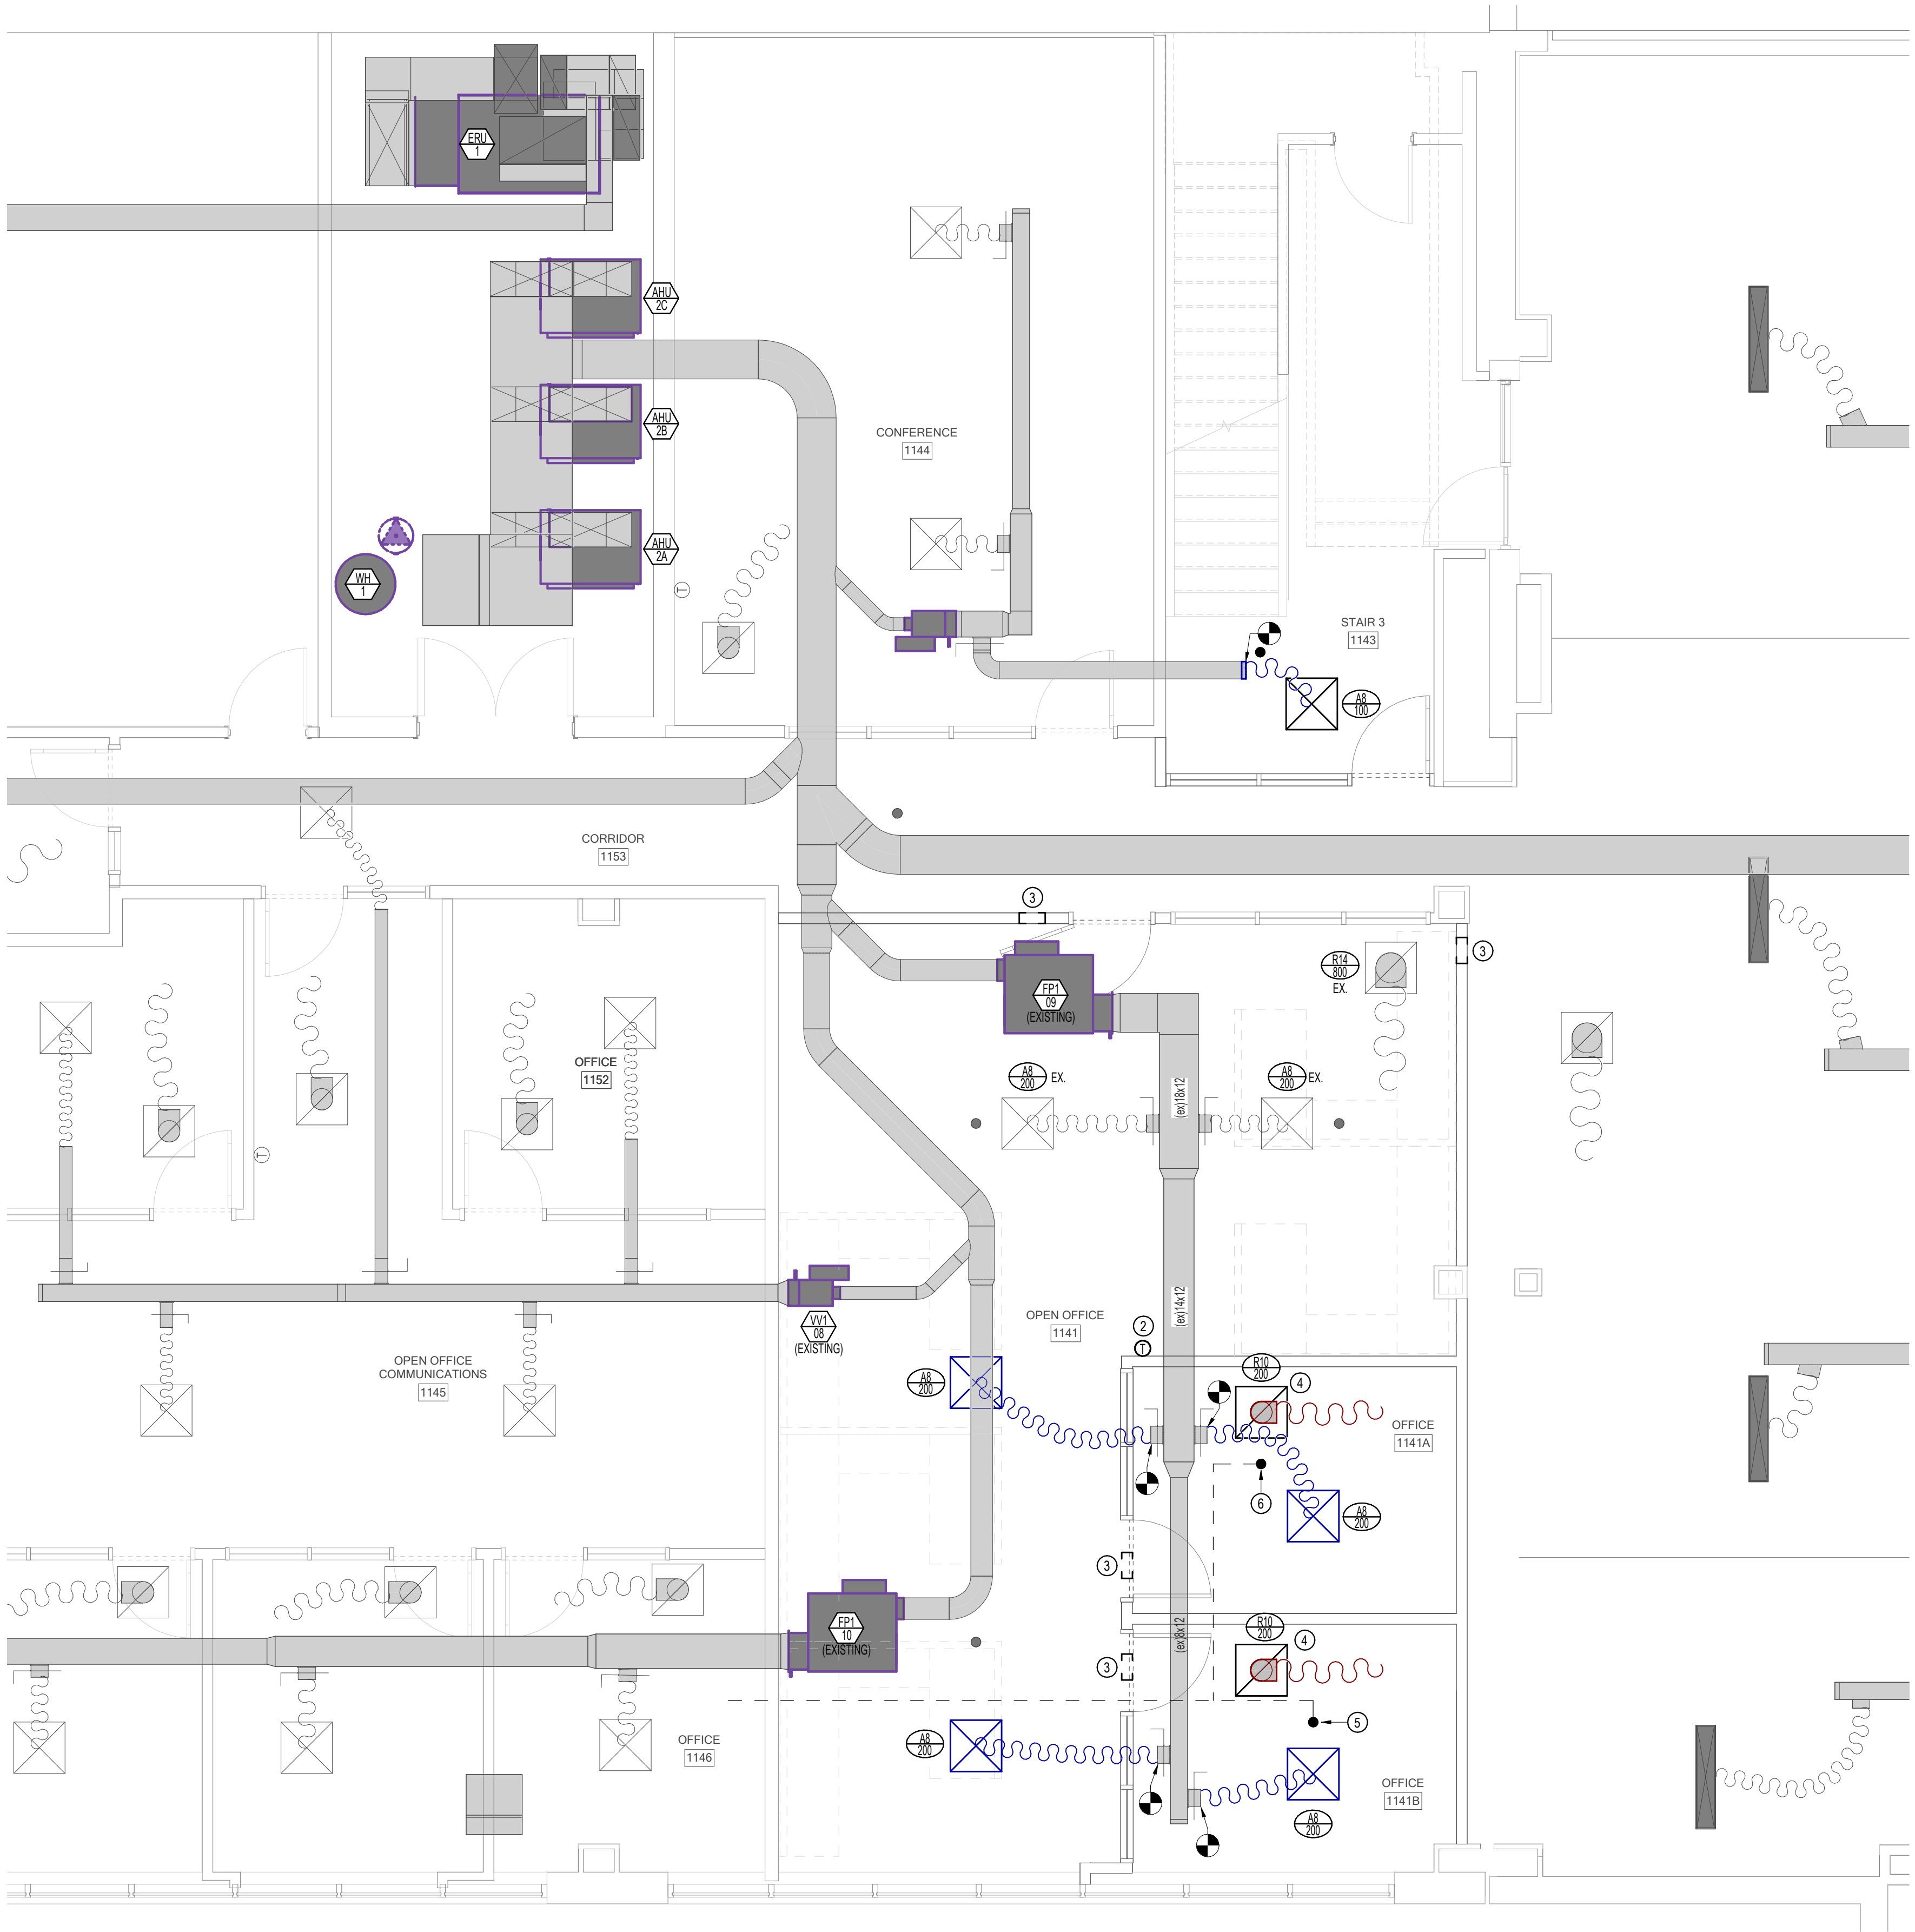 ERU
1
AHU
2C
AHU
2B
CONFERENCE
1144
AHU
2A
WH
1
T
STAIR 3
1143
A8
100
CORRIDOR
1153
3
3
R14
800
EX.
FP1
09
(EXISTING)
OFFICE
1152
A8
200
EX.
A8
200
EX.
(ex)18x12
T
(ex)14x12
OPEN OFFICE
1141
VV1
08
(EXISTING)
2
T
OPEN OFFICE
COMMUNICATIONS
1145
A8
200
R10
200
4
OFFICE
1141A
6
A8
200
3
FP1
10
(EXISTING)
(ex)8x12
R10
200
4
3
5
OFFICE
1146
A8
200
OFFICE
1141B
A8
200